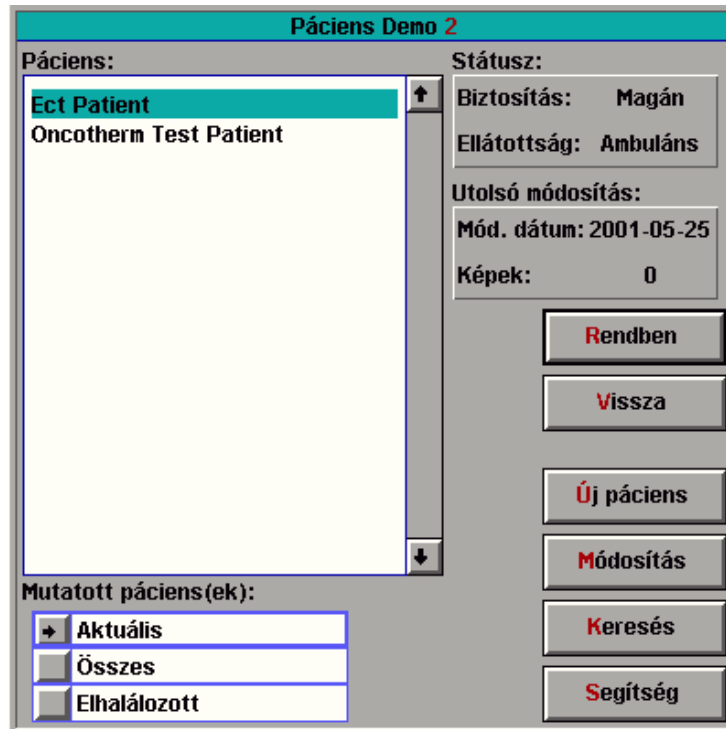 Páciens Demo 2
Páciens:
Ect Patient
Oncotherm Test Patient
Státusz:
Biztosítás: Magán
Ellátottság: Ambuláns
Utolsó módosítás:
Mód. dátum: 2001-05-25
Képek: 0
Rendben
Vissza
Új páciens
Módosítás
Keresés
Segítség
Mutatott páciens(ek):
Aktuális
Összes
Elhalálozott